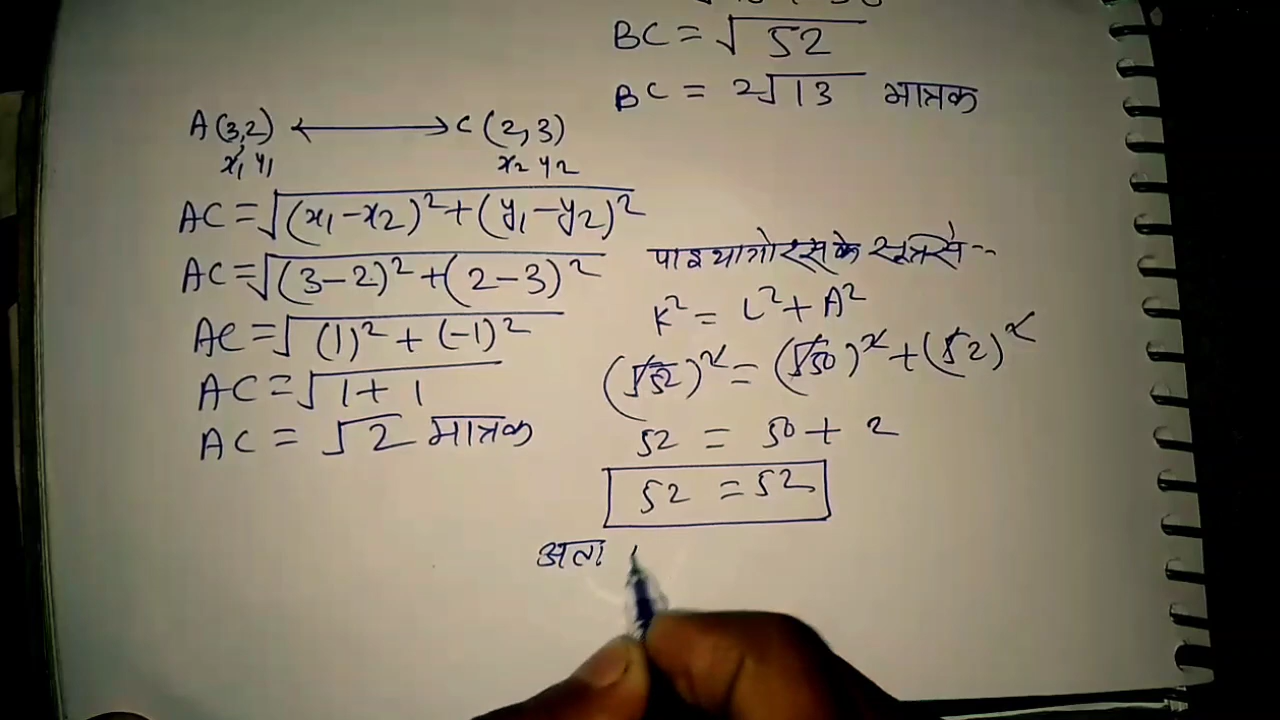 BC = √52
BC = 2√13 मात्रक
A(3,2) ⟷ C(2,3)
x₁ y₁ x₂ y₂
AC = √(x₁-x₂)²+(y₁-y₂)²
AC = √(3-2)²+(2-3)²
AC = √(1)²+(-1)²
AC = √1+1
AC = √2 मात्रक
पाइथागोरस के सूत्र से --
K² = L² + A²
(√52)² = (√50)² + (√2)²
52 = 50 + 2
52 = 52